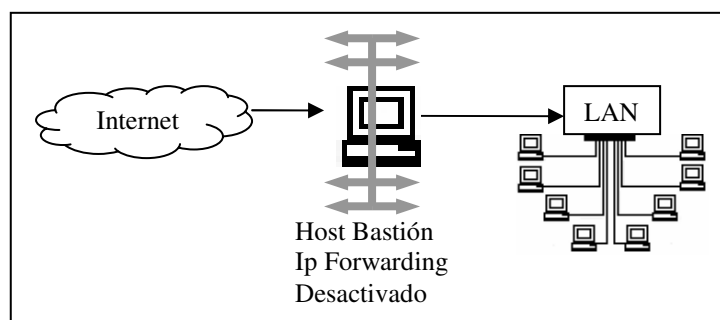 Internet
LAN
Host Bastión
Ip Forwarding
Desactivado